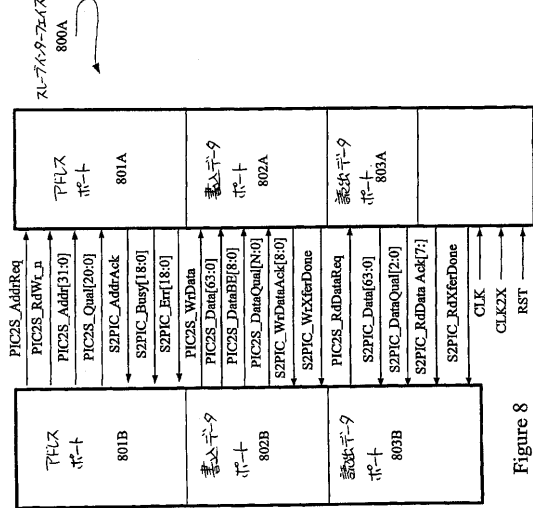 スレーブインターフェイス
800A
アドレス
ポート
801A
書込データ
ポート
802A
読出データ
ポート
803A
PIC2S_AddrReq
PIC2S_RdWr_n
PIC2S_Addr[31:0]
PIC2S_Qual[20:0]
S2PIC_AddrAck
S2PIC_Busy[18:0]
S2PIC_Err[18:0]
PIC2S_WrData
PIC2S_Data[63:0]
PIC2S_DataBE[8:0]
PIC2S_DataQual[N:0]
S2PIC_WrDataAck[8:0]
S2PIC_WrXferDone
PIC2S_RdDataReq
S2PIC_Data[63:0]
S2PIC_DataQual[2:0]
S2PIC_RdData Ack[7:]
S2PIC_RdXferDone
CLK
CLK2X
RST
アドレス
ポート
801B
書込データ
ポート
802B
読出データ
ポート
803B
Figure 8